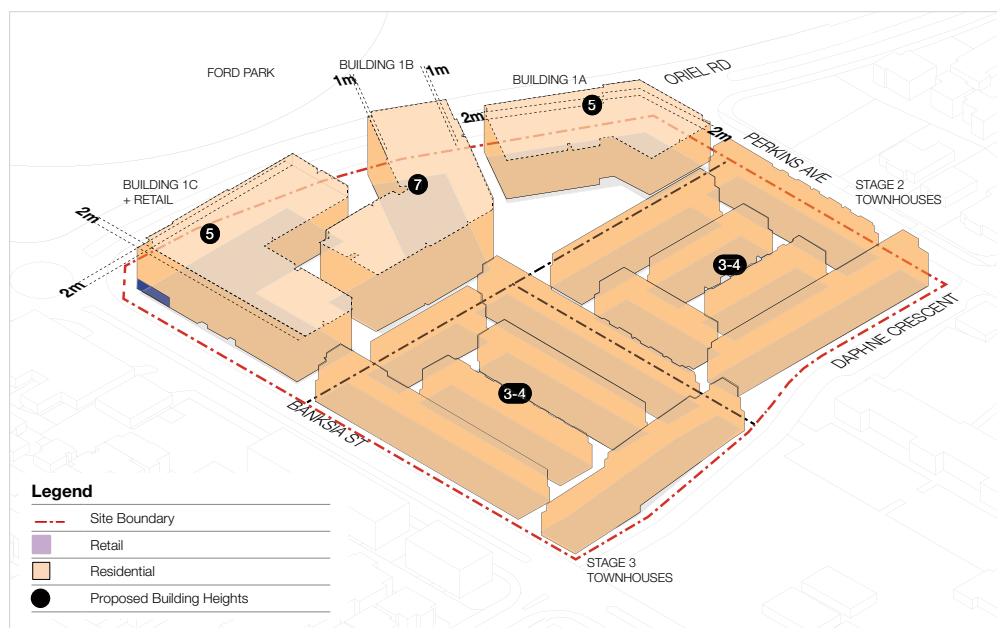 FORD PARK
BUILDING 1B
1m
1m
BUILDING 1A
ORIEL RD
2m
5
2m
PERKINS AVE
BUILDING 1C
+ RETAIL
7
STAGE 2
TOWNHOUSES
2m
5
2m
3-4
DAPHNE CRESCENT
3-4
BANKSIA ST
STAGE 3
TOWNHOUSES
Legend
Site Boundary
Retail
Residential
Proposed Building Heights